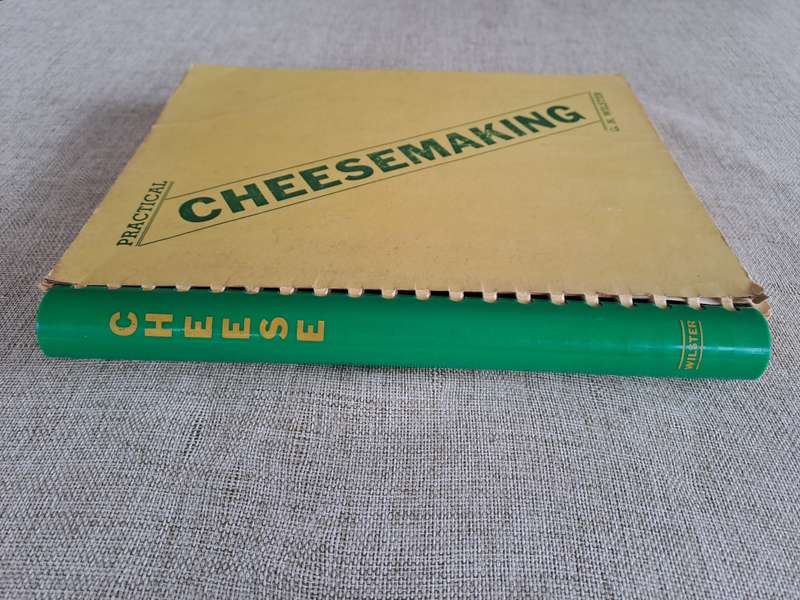 PRACTICAL
CHEESEMAKING
G. H. WILSTER
CHEESE
WILSTER